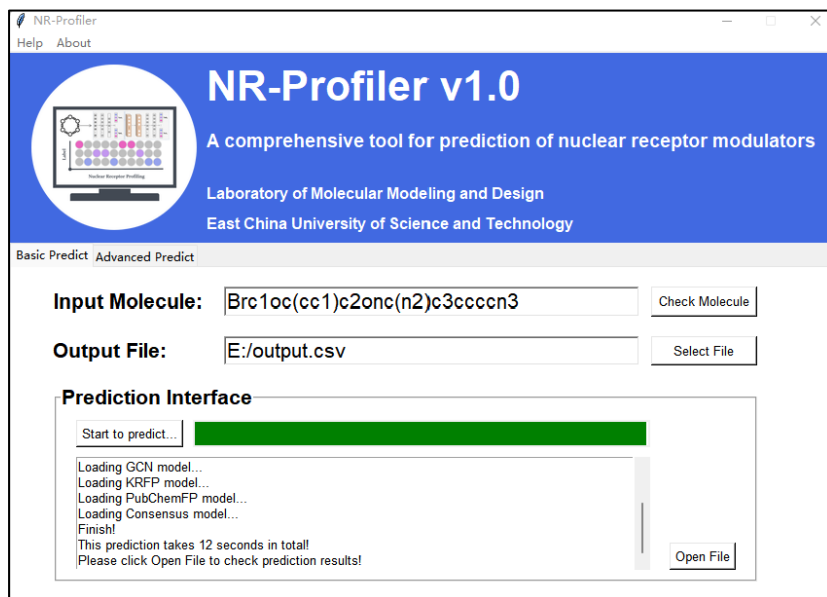 NR-Profiler
Help About
NR-Profiler v1.0
A comprehensive tool for prediction of nuclear receptor modulators
Label
Nuclear Receptor Profiling
Laboratory of Molecular Modeling and Design
East China University of Science and Technology
Basic Predict Advanced Predict
Input Molecule: Brc1oc(cc1)c2onc(n2)c3ccccn3 Check Molecule
Output File: E:/output.csv Select File
Prediction Interface
Start to predict...
Loading GCN model...
Loading KRFP model...
Loading PubChemFP model...
Loading Consensus model...
Finish!
This prediction takes 12 seconds in total!
Please click Open File to check prediction results!
Open File